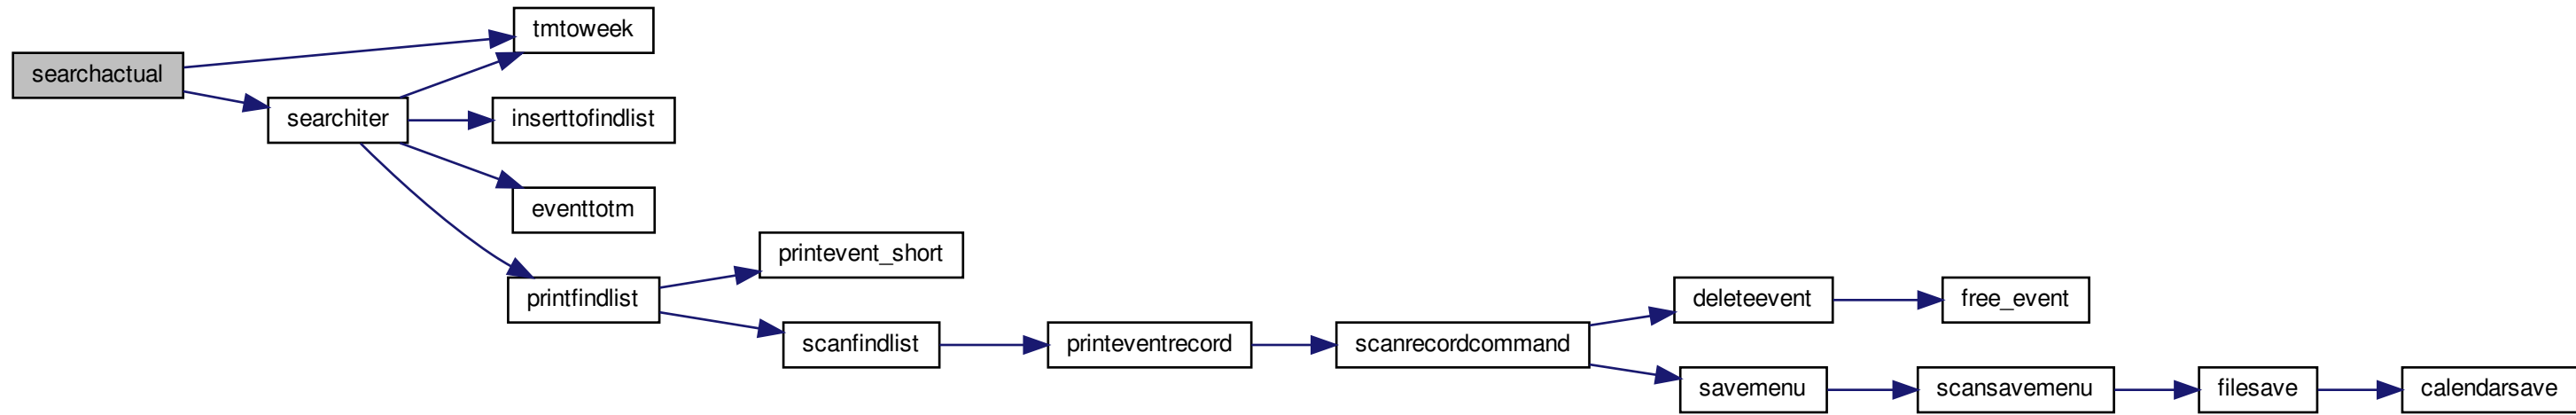 searchactual
tmtoweek
searchiter
inserttofindlist
eventtotm
printfindlist
printevent_short
scanfindlist
printeventrecord
scanrecordcommand
deleteevent
free_event
savemenu
scansavemenu
filesave
calendarsave